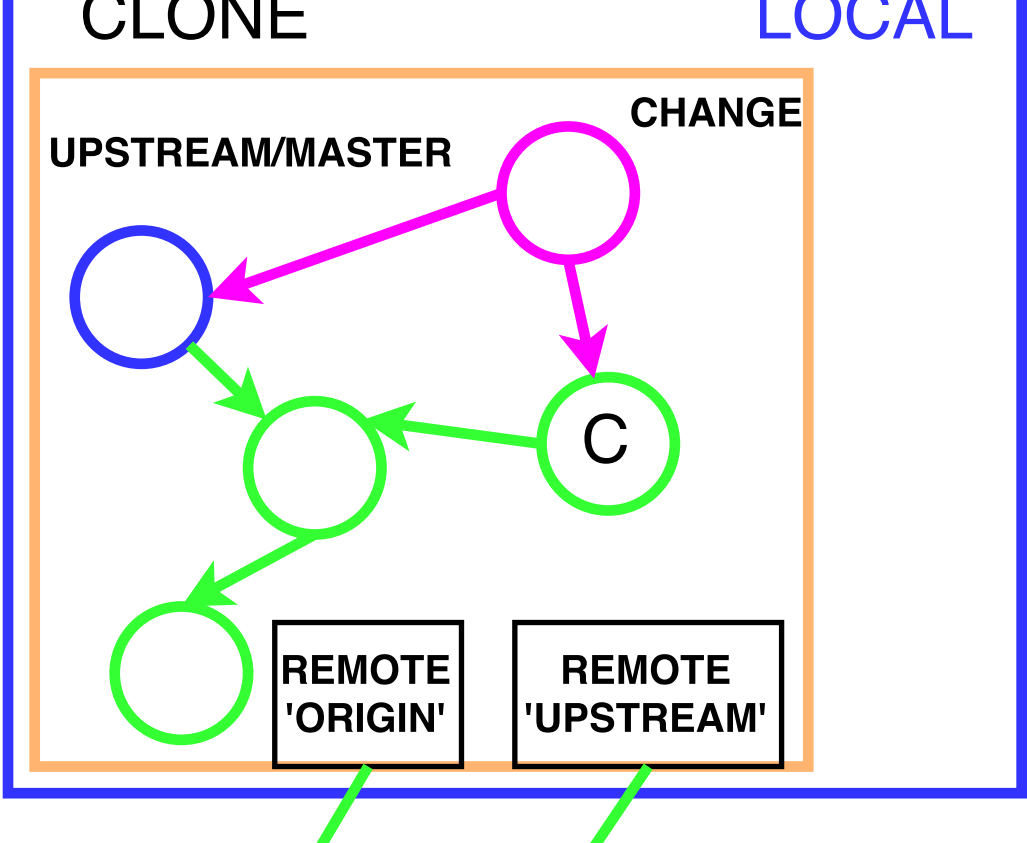 CLONE
LOCAL
CHANGE
UPSTREAM/MASTER
C
REMOTE
'ORIGIN'
REMOTE
'UPSTREAM'